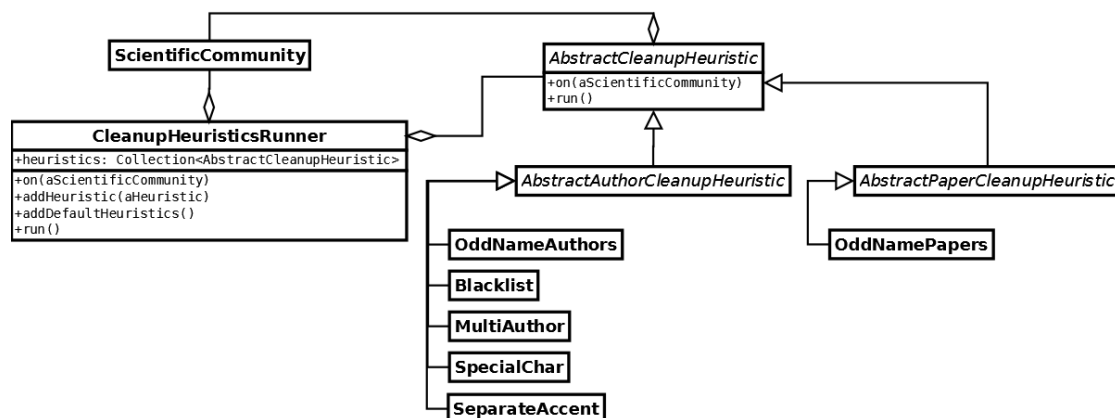 ScientificCommunity
AbstractCleanupHeuristic
+on(aScientificCommunity)
+run()
CleanupHeuristicsRunner
+heuristics: Collection<AbstractCleanupHeuristic>
+on(aScientificCommunity)
+addHeuristic(aHeuristic)
+addDefaultHeuristics()
+run()
AbstractAuthorCleanupHeuristic
AbstractPaperCleanupHeuristic
OddNameAuthors
OddNamePapers
Blacklist
MultiAuthor
SpecialChar
SeparateAccent